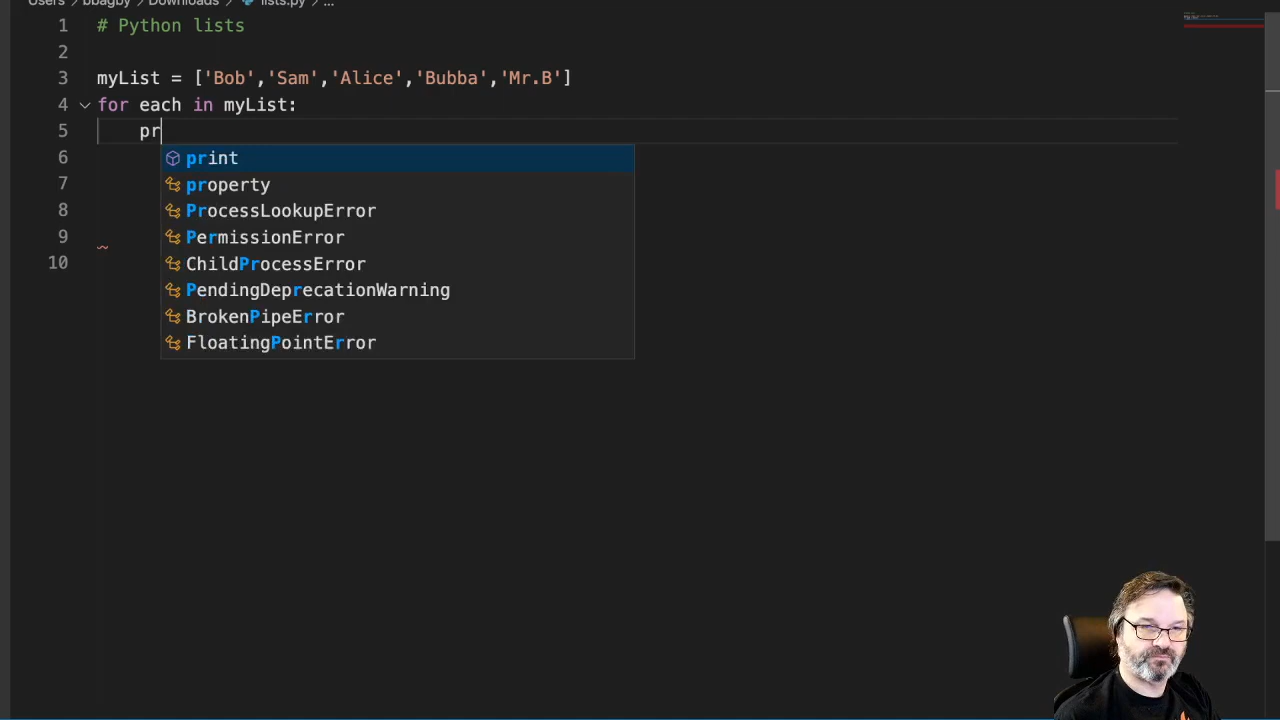 Users > bbagby > Downloads > lists.py > ...
1 # Python lists
2
3 myList = ['Bob','Sam','Alice','Bubba','Mr.B']
4 for each in myList:
5 pr
6 print
7 property
8 ProcessLookupError
9 PermissionError
10 ChildProcessError
PendingDeprecationWarning
BrokenPipeError
FloatingPointError